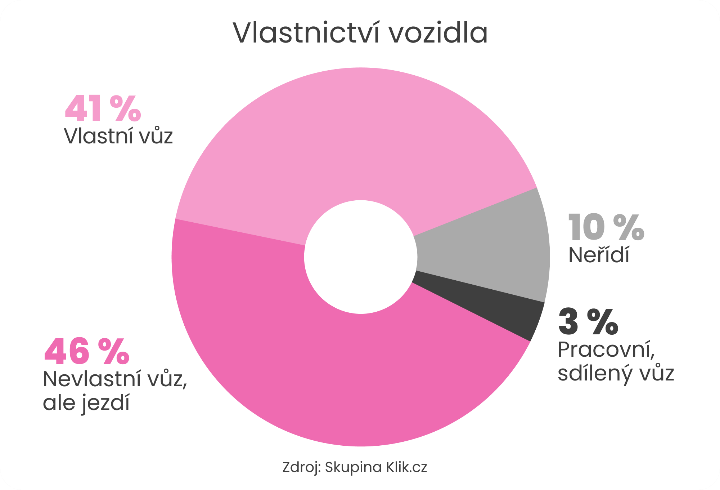 Vlastnictví vozidla
41 %
Vlastní vůz
10 %
Neřídí
3 %
Pracovní,
sdílený vůz
46 %
Nevlastní vůz,
ale jezdí
Zdroj: Skupina Klik.cz